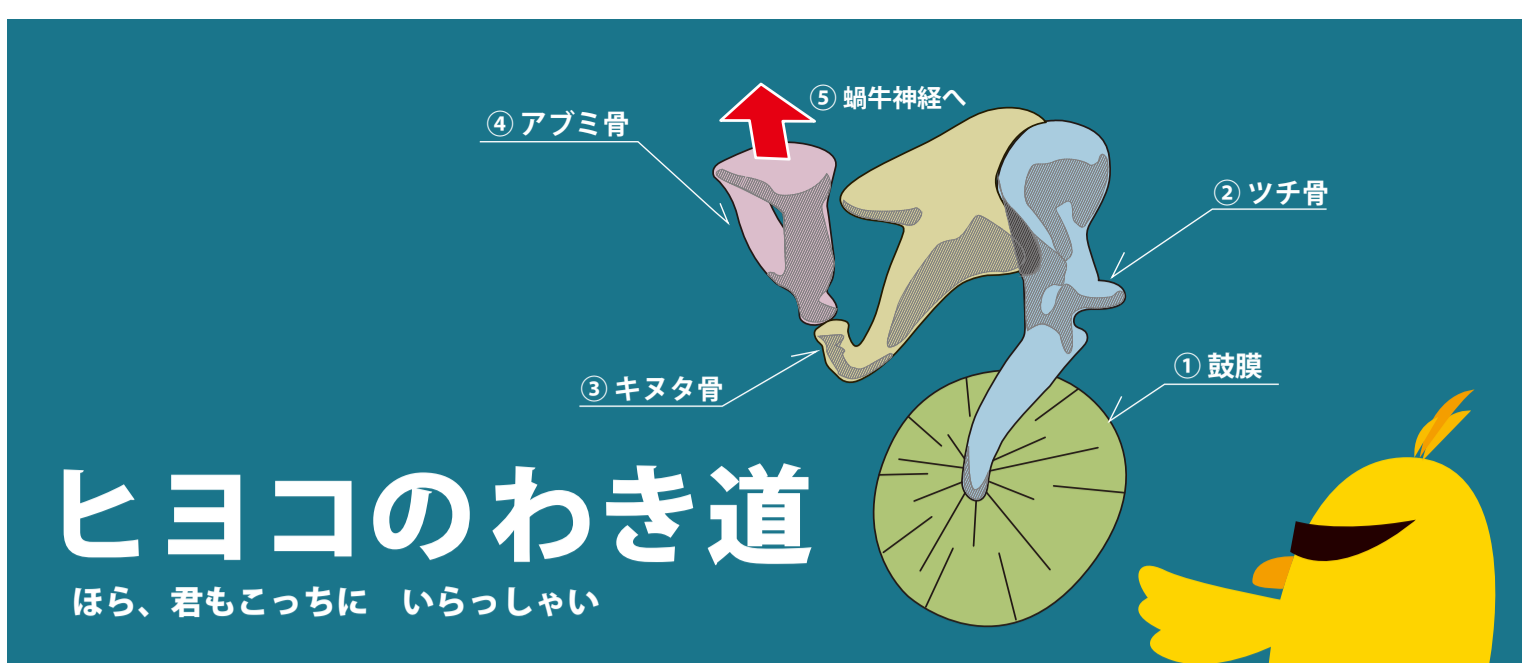 ⑤ 蝸牛神経へ
④ アブミ骨
② ツチ骨
① 鼓膜
③ キヌタ骨
ヒヨコのわき道
ほら、君もこっちに　いらっしゃい